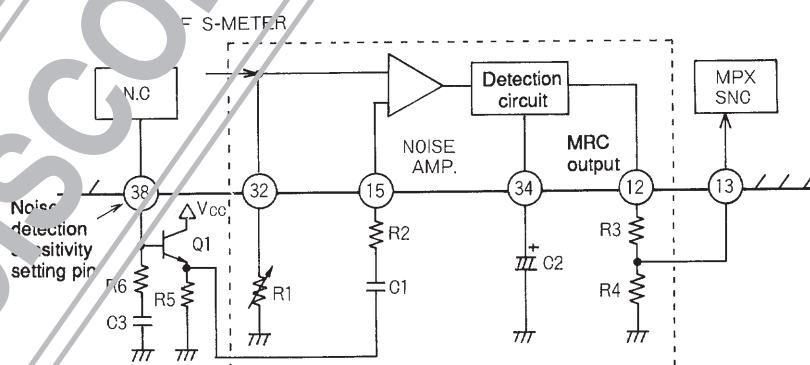 F S-METER
N.C
Detection
circuit
MPX
SNC
NOISE
AMP.
MRC
output
38
32
15
34
12
13
Noise
detection
sensitivity
setting pin
VCC
Q1
R2
R3
R6
R5
R1
C1
+
C2
R4
C3
DISCO